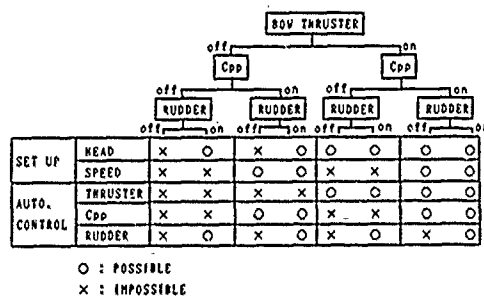 BOW THRUSTER
off on
Cpp Cpp
off on off on
RUDDER RUDDER RUDDER RUDDER
off on off on off on off on
SET UP HEAD × O × O O O O O
SPEED × × O O × × O O
AUTO. CONTROL THRUSTER × × × × O O O O
Cpp × × O O × × O O
RUDDER × O × O × O × O
O : POSSIBLE
× : IMPOSSIBLE